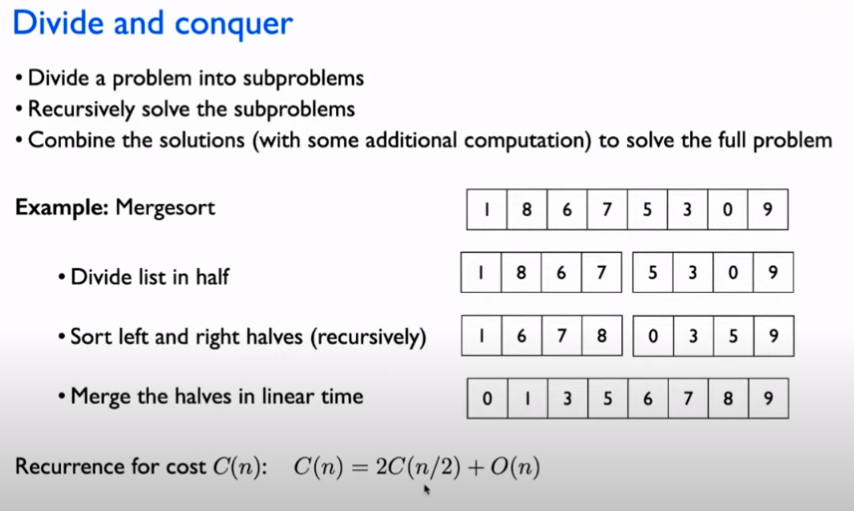 Divide and conquer
• Divide a problem into subproblems
• Recursively solve the subproblems
• Combine the solutions (with some additional computation) to solve the full problem
Example: Mergesort
1 8 6 7 5 3 0 9
• Divide list in half
1 8 6 7 5 3 0 9
• Sort left and right halves (recursively)
1 6 7 8 0 3 5 9
• Merge the halves in linear time
0 1 3 5 6 7 8 9
Recurrence for cost C(n): C(n) = 2C(n/2) + O(n)